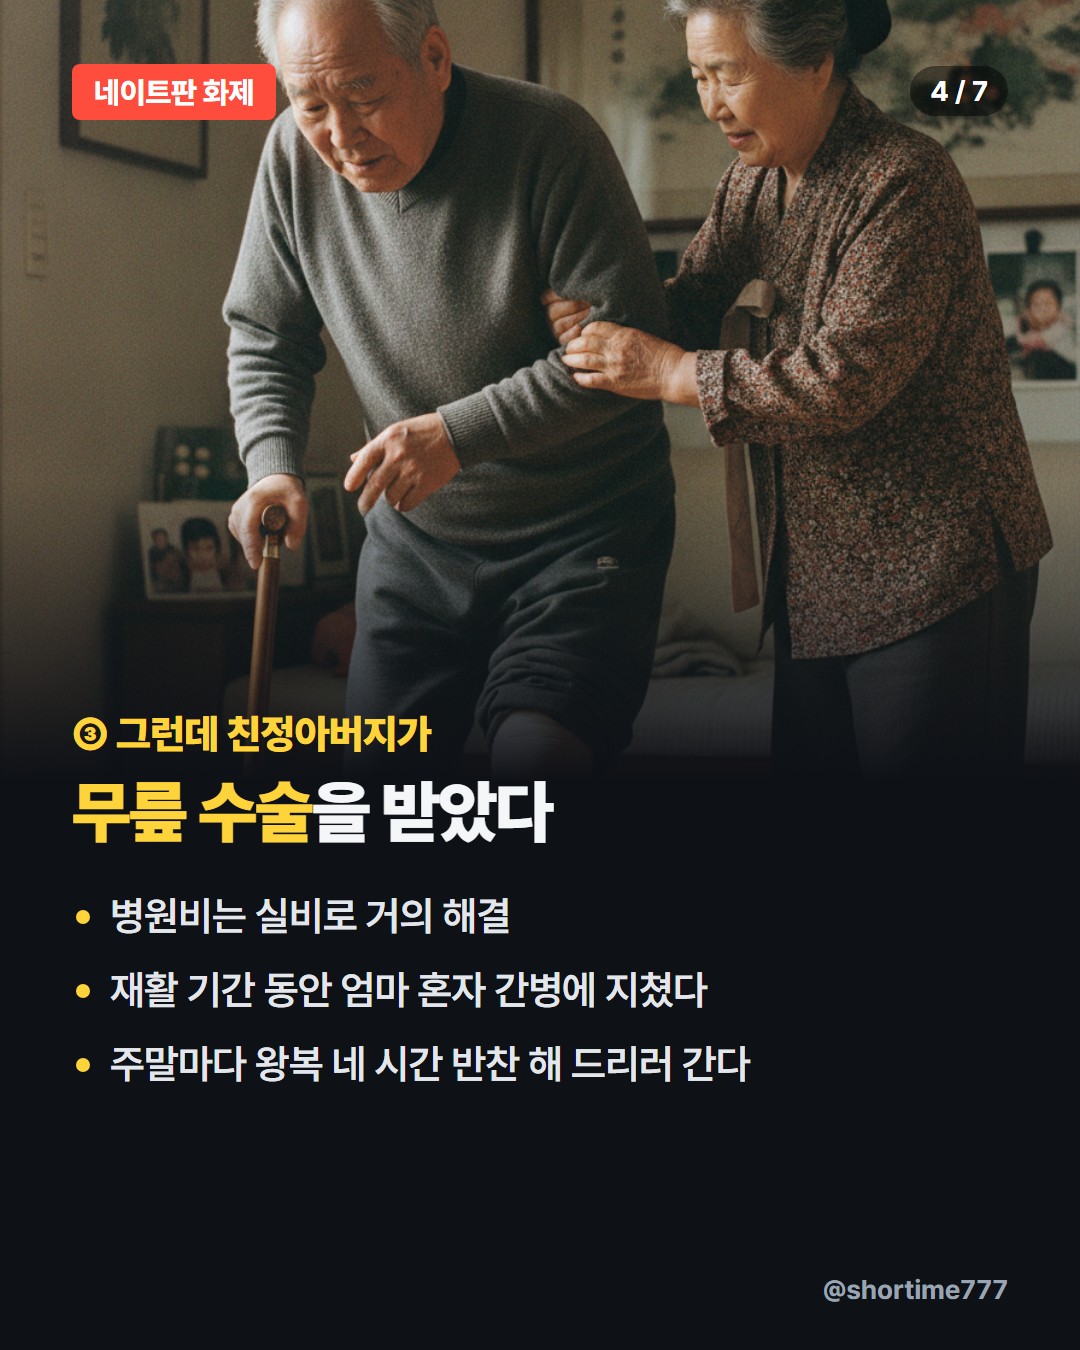 네이트판 화제
4 / 7
③ 그런데 친정아버지가
무릎 수술을 받았다
• 병원비는 실비로 거의 해결
• 재활 기간 동안 엄마 혼자 간병에 지쳤다
• 주말마다 왕복 네 시간 반찬 해 드리러 간다
@shortime777